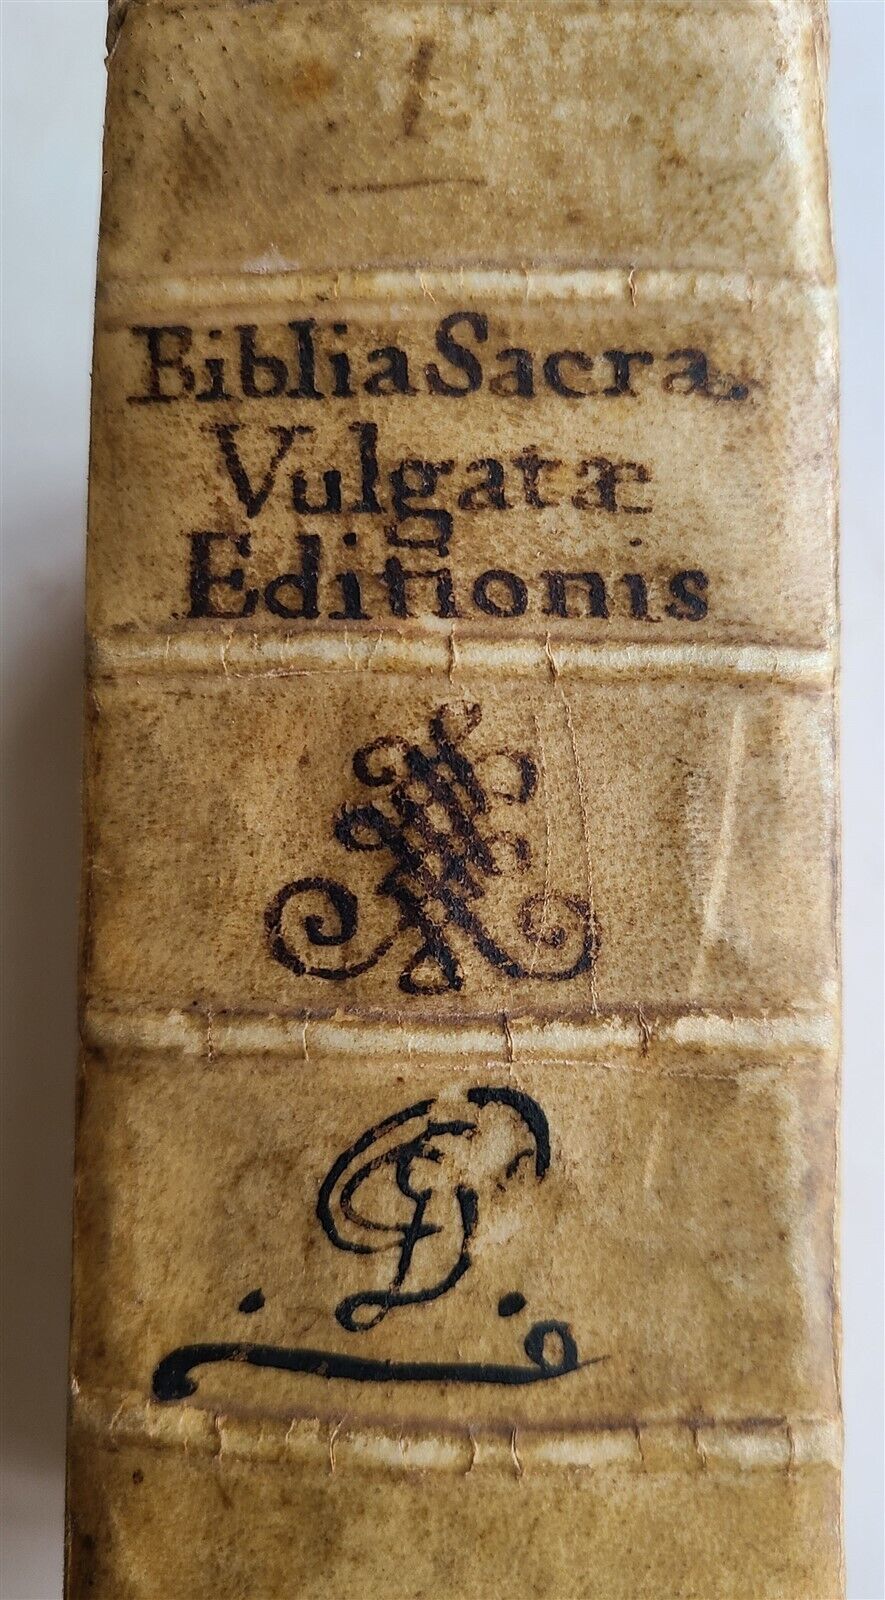 Biblia Sacra.
Vulgatæ
Editionis
D